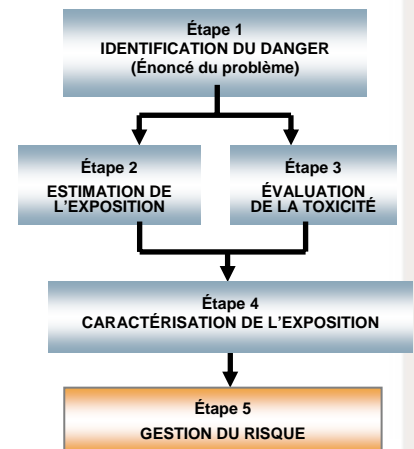 Étape 1
IDENTIFICATION DU DANGER
(Énoncé du problème)
Étape 2
ESTIMATION DE
L'EXPOSITION
Étape 3
ÉVALUATION
DE LA TOXICITÉ
Étape 4
CARACTÉRISATION DE L'EXPOSITION
Étape 5
GESTION DU RISQUE